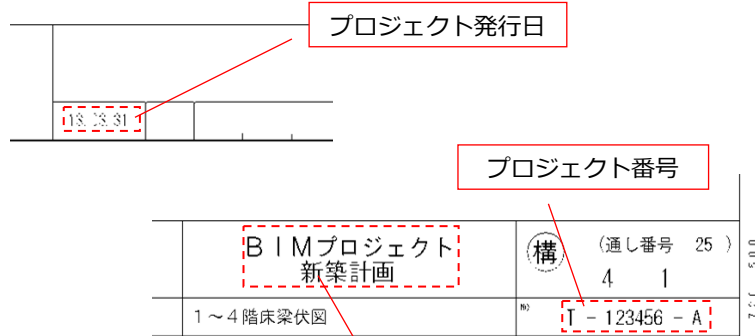 プロジェクト発行日
13.03.31
プロジェクト番号
BIMプロジェクト
新築計画
構
(通し番号 25 )
4 1
1~4階床梁伏図
NO
T - 123456 - A